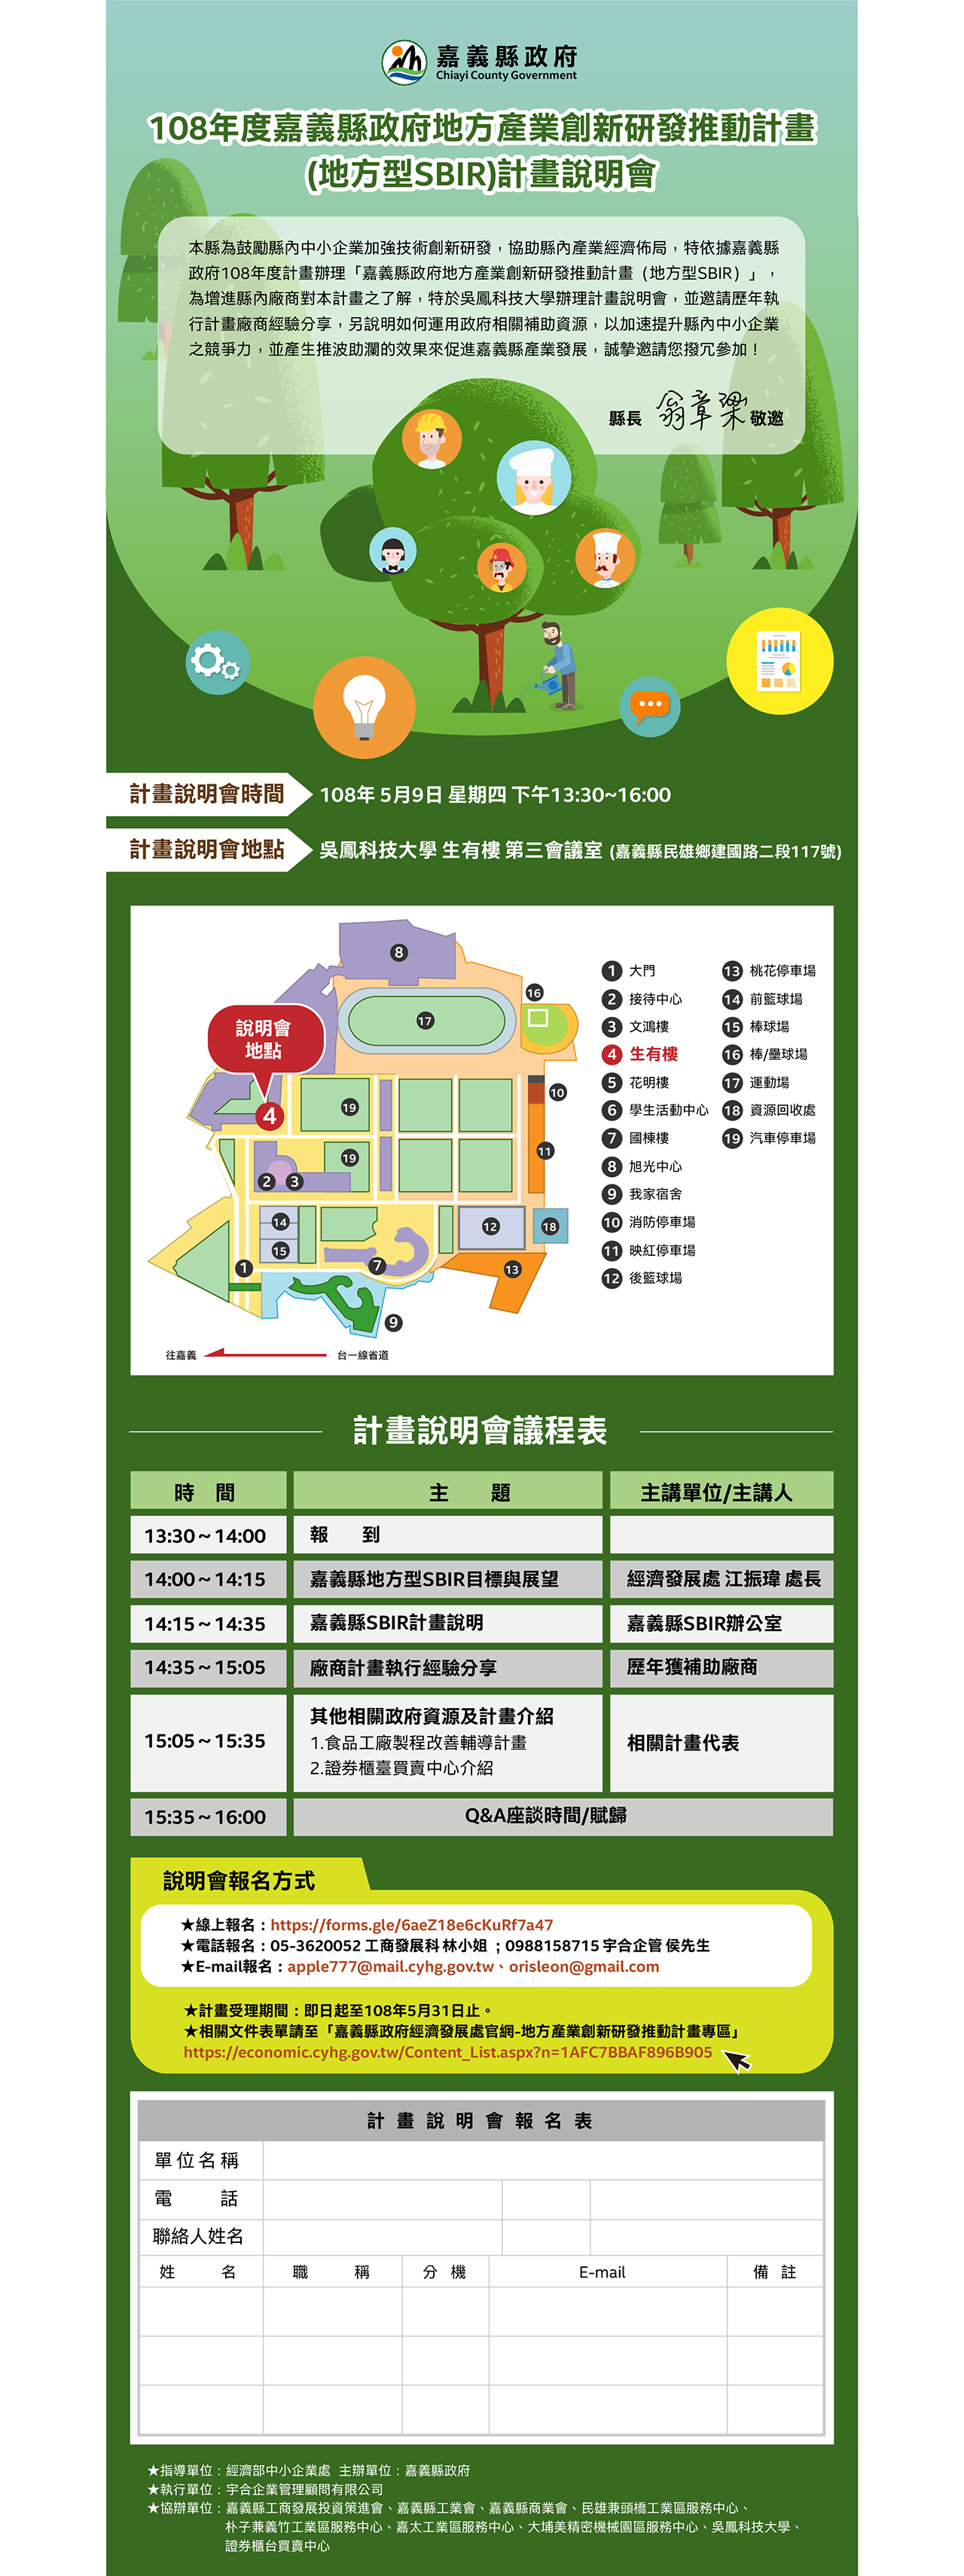 嘉義縣政府
Chiayi County Government
108年度嘉義縣政府地方產業創新研發推動計畫
(地方型SBIR)計畫說明會
本縣為鼓勵縣內中小企業加強技術創新研發，協助縣內產業經濟佈局，特依據嘉義縣
政府108年度計畫辦理「嘉義縣政府地方產業創新研發推動計畫（地方型SBIR）」，
為增進縣內廠商對本計畫之了解，特於吳鳳科技大學辦理計畫說明會，並邀請歷年執
行計畫廠商經驗分享，另說明如何運用政府相關補助資源，以加速提升縣內中小企業
之競爭力，並產生推波助瀾的效果來促進嘉義縣產業發展，誠摯邀請您撥冗參加！
縣長 翁章梁 敬邀
計畫說明會時間 108年 5月9日 星期四 下午13:30~16:00
計畫說明會地點 吳鳳科技大學 生有樓 第三會議室 (嘉義縣民雄鄉建國路二段117號)
8
16
17
說明會
地點
4
19
10
19
11
2 3
14
12
18
15
1
7
13
9
往嘉義 台一線省道
1 大門
2 接待中心
3 文鴻樓
4 生有樓
5 花明樓
6 學生活動中心
7 國棟樓
8 旭光中心
9 我家宿舍
10 消防停車場
11 映紅停車場
12 後籃球場
13 桃花停車場
14 前籃球場
15 棒球場
16 棒/壘球場
17 運動場
18 資源回收處
19 汽車停車場
計畫說明會議程表
時 間 主 題 主講單位/主講人
13:30～14:00 報 到
14:00～14:15 嘉義縣地方型SBIR目標與展望 經濟發展處 江振瑋 處長
14:15～14:35 嘉義縣SBIR計畫說明 嘉義縣SBIR辦公室
14:35～15:05 廠商計畫執行經驗分享 歷年獲補助廠商
15:05～15:35 其他相關政府資源及計畫介紹 相關計畫代表
1.食品工廠製程改善輔導計畫
2.證券櫃臺買賣中心介紹
15:35～16:00 Q&A座談時間/賦歸
說明會報名方式
★線上報名：https://forms.gle/6aeZ18e6cKuRf7a47
★電話報名：05-3620052 工商發展科 林小姐 ；0988158715 宇合企管 侯先生
★E-mail報名：apple777@mail.cyhg.gov.tw、orisleon@gmail.com
★計畫受理期間：即日起至108年5月31日止。
★相關文件表單請至「嘉義縣政府經濟發展處官網-地方產業創新研發推動計畫專區」
https://economic.cyhg.gov.tw/Content_List.aspx?n=1AFC7BBAF896B905
計畫說明會報名表
單位名稱
電 話
聯絡人姓名
姓 名 職 稱 分 機 E-mail 備 註
★指導單位：經濟部中小企業處 主辦單位：嘉義縣政府
★執行單位：宇合企業管理顧問有限公司
★協辦單位：嘉義縣工商發展投資策進會、嘉義縣工業會、嘉義縣商業會、民雄兼頭橋工業區服務中心、
朴子兼義竹工業區服務中心、嘉太工業區服務中心、大埔美精密機械園區服務中心、吳鳳科技大學、
證券櫃台買賣中心